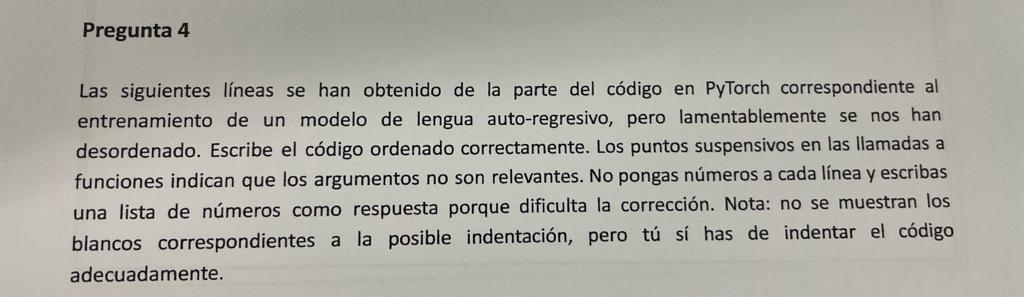 Pregunta 4
Las siguientes líneas se han obtenido de la parte del código en PyTorch correspondiente al
entrenamiento de un modelo de lengua auto-regresivo, pero lamentablemente se nos han
desordenado. Escribe el código ordenado correctamente. Los puntos suspensivos en las llamadas a
funciones indican que los argumentos no son relevantes. No pongas números a cada línea y escribas
una lista de números como respuesta porque dificulta la corrección. Nota: no se muestran los
blancos correspondientes a la posible indentación, pero tú sí has de indentar el código
adecuadamente.